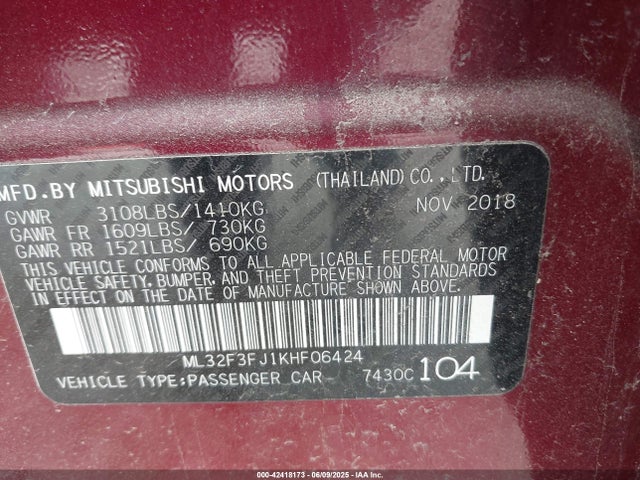 MFD.BY MITSUBISHI MOTORS (THAILAND)CO.,LTD.
GVWR 3108LBS/1410KG NOV 2018
GAWR FR 1609LBS/ 730KG
GAWR RR 1521LBS/ 690KG
THIS VEHICLE CONFORMS TO ALL APPLICABLE FEDERAL MOTOR
VEHICLE SAFETY, BUMPER, AND THEFT PREVENTION STANDARDS
IN EFFECT ON THE DATE OF MANUFACTURE SHOWN ABOVE.
ML32F3FJ1KHF06424
VEHICLE TYPE:PASSENGER CAR 7430C 104
000-42418173 - 06/09/2025 - IAA Inc.